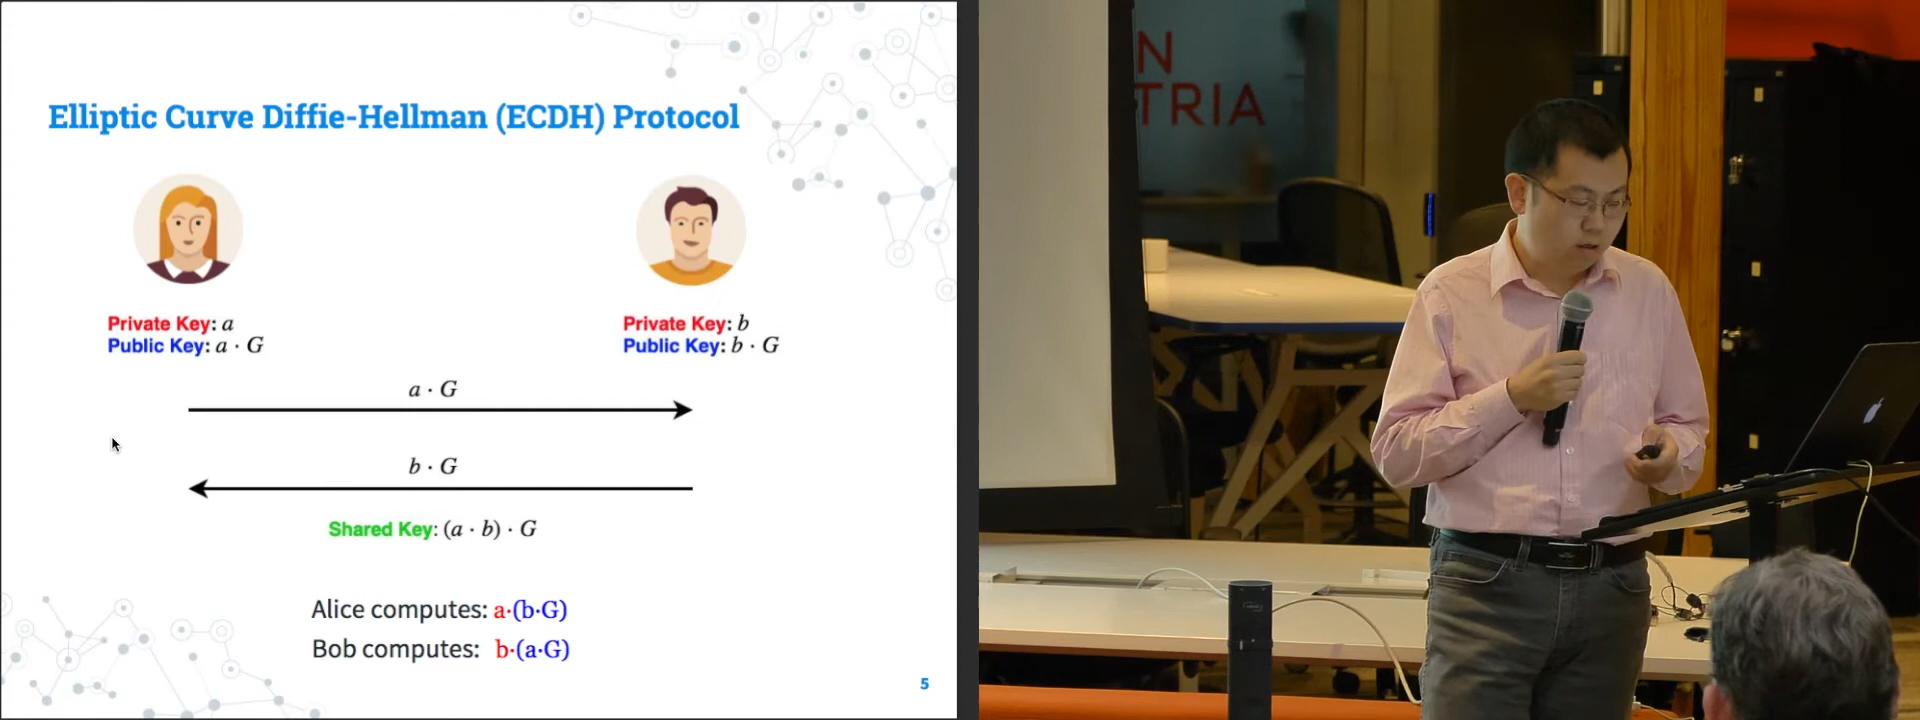 Elliptic Curve Diffie-Hellman (ECDH) Protocol
Private Key: a
Public Key: a · G
Private Key: b
Public Key: b · G
a · G
b · G
Shared Key: (a · b) · G
Alice computes: a·(b·G)
Bob computes: b·(a·G)
5
N
TRIA